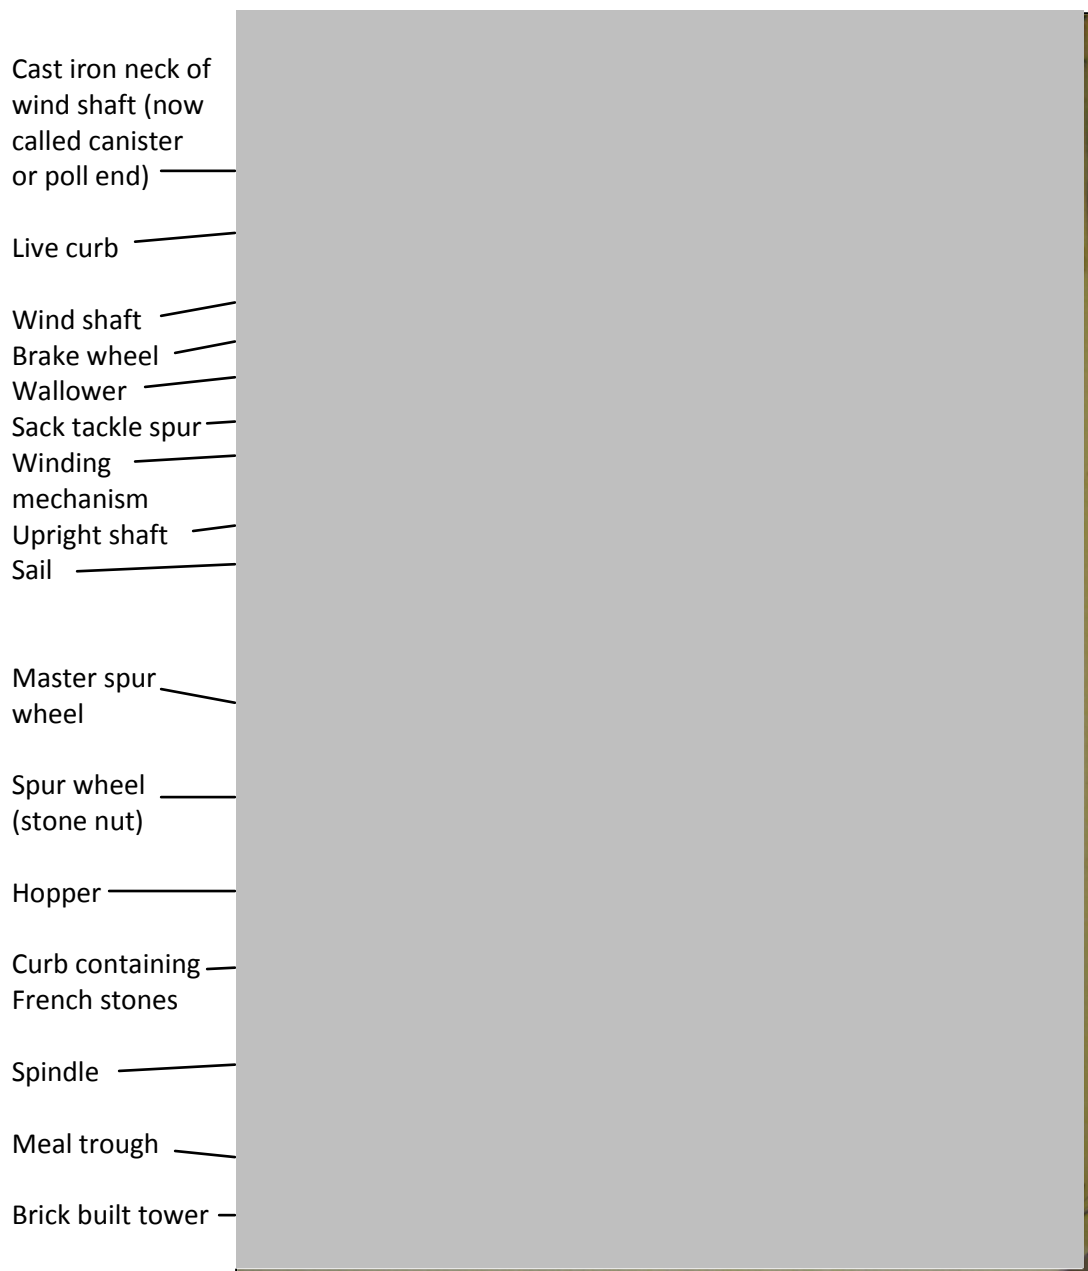 Cast iron neck of
wind shaft (now
called canister
or poll end)
Live curb
Wind shaft
Brake wheel
Wallower
Sack tackle spur
Winding
mechanism
Upright shaft
Sail
Master spur
wheel
Spur wheel
(stone nut)
Hopper
Curb containing
French stones
Spindle
Meal trough
Brick built tower